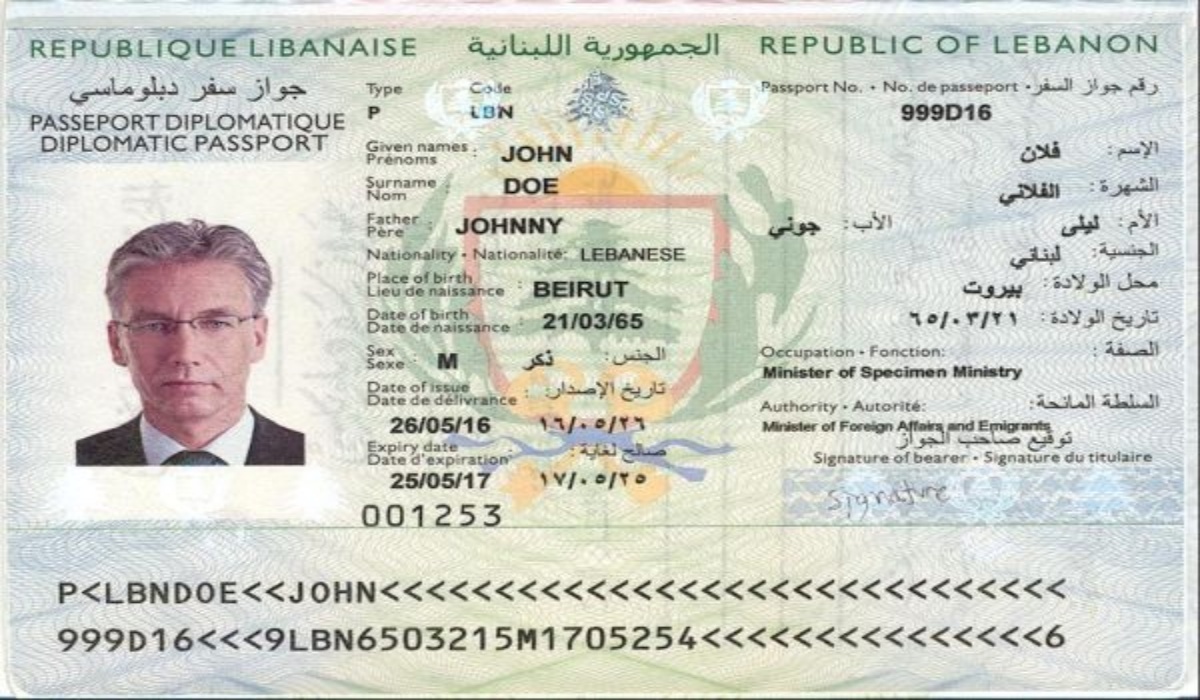 REPUBLIQUE LIBANAISE الجمهورية اللبنانية REPUBLIC OF LEBANON
جواز سفر دبلوماسي
PASSEPORT DIPLOMATIQUE
DIPLOMATIC PASSPORT
Type Code
P LBN
Passport No. • No. de passeport • رقم جواز السفر
999D16
Given names :
Prénoms
JOHN
الإسم : فلان
Surname :
Nom
DOE
الشهرة : الفلاني
Father :
Père
JOHNNY
الأب : جوني
الأم : ليلى
Nationality • Nationalité: LEBANESE
الجنسية : لبناني
Place of birth :
Lieu de naissance
BEIRUT
محل الولادة : بيروت
Date of birth :
Date de naissance
21/03/65
تاريخ الولادة : ٦٥/٠٣/٢١
Sex :
Sexe
M
الجنس : ذكر
الصفة :
Occupation • Fonction:
Minister of Specimen Ministry
Date of issue :
Date de délivrance
تاريخ الإصدار:
26/05/16 ١٦/٠٥/٢٦
السلطة المانحة:
Authority • Autorité:
Minister of Foreign Affairs and Emigrants
Expiry date :
Date d'expiration
صالح لغاية :
25/05/17 ١٧/٠٥/٢٥
توقيع صاحب الجواز
Signature of bearer • Signature du titulaire
signature
001253
P<LBNDOE<<JOHN<<<<<<<<<<<<<<<<<<<<<<<<<<<<<<
999D16<<<9LBN6503215M1705254<<<<<<<<<<<<<<<6